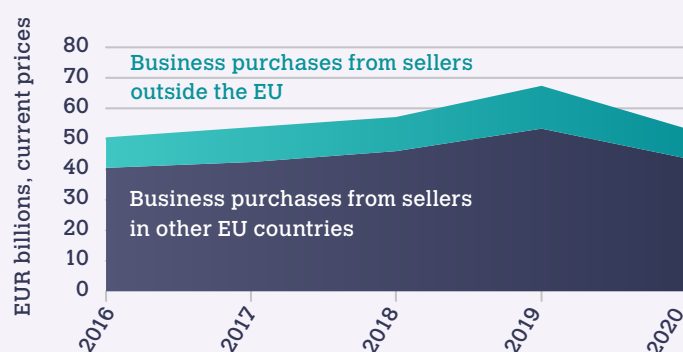 EUR billions, current prices
80
70
60
50
40
30
20
10
0
Business purchases from sellers
outside the EU
Business purchases from sellers
in other EU countries
2016
2017
2018
2019
2020